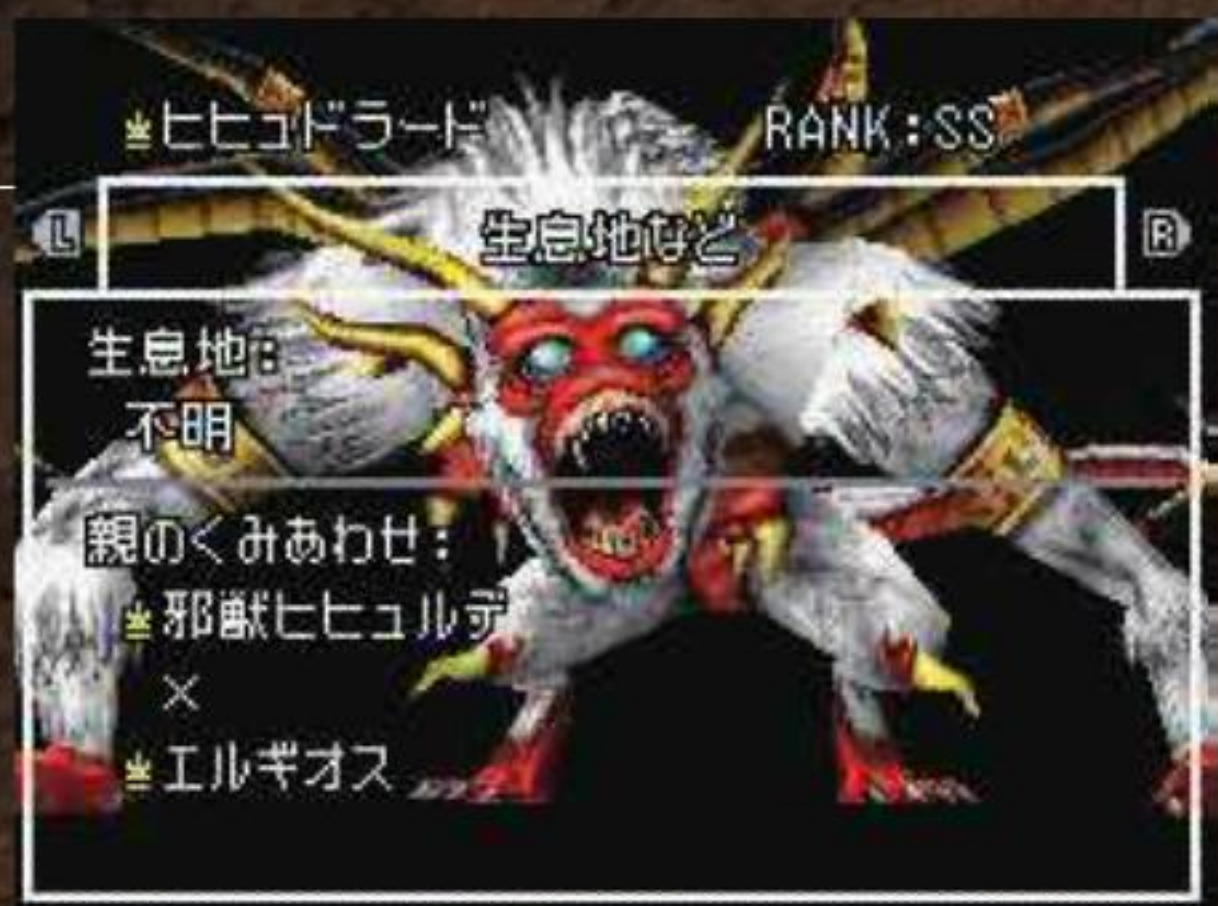 ヒヒュドラード RANK:SS
L 生息地など R
生息地:
不明
親のくみあわせ:
邪獣ヒヒュルデ
×
エルギオス